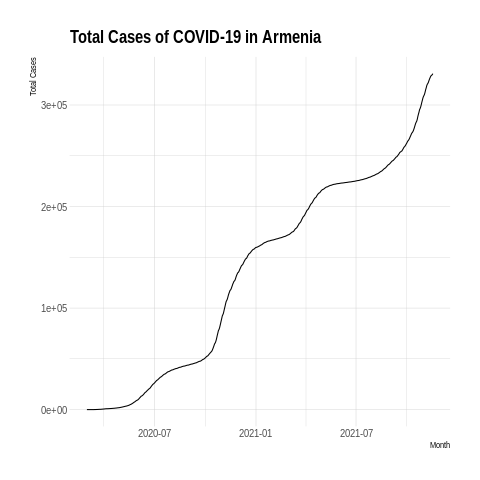 Total Cases of COVID-19 in Armenia
Total Cases
3e+05
2e+05
1e+05
0e+00
2020-07 2021-01 2021-07
Month